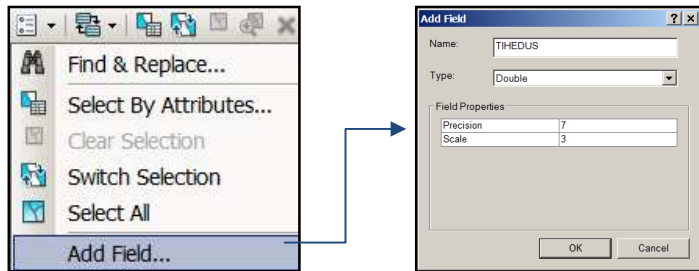 Find & Replace...
Select By Attributes...
Clear Selection
Switch Selection
Select All
Add Field...
Add Field
Name: TIHEDUS
Type: Double
Field Properties
Precision 7
Scale 3
OK Cancel